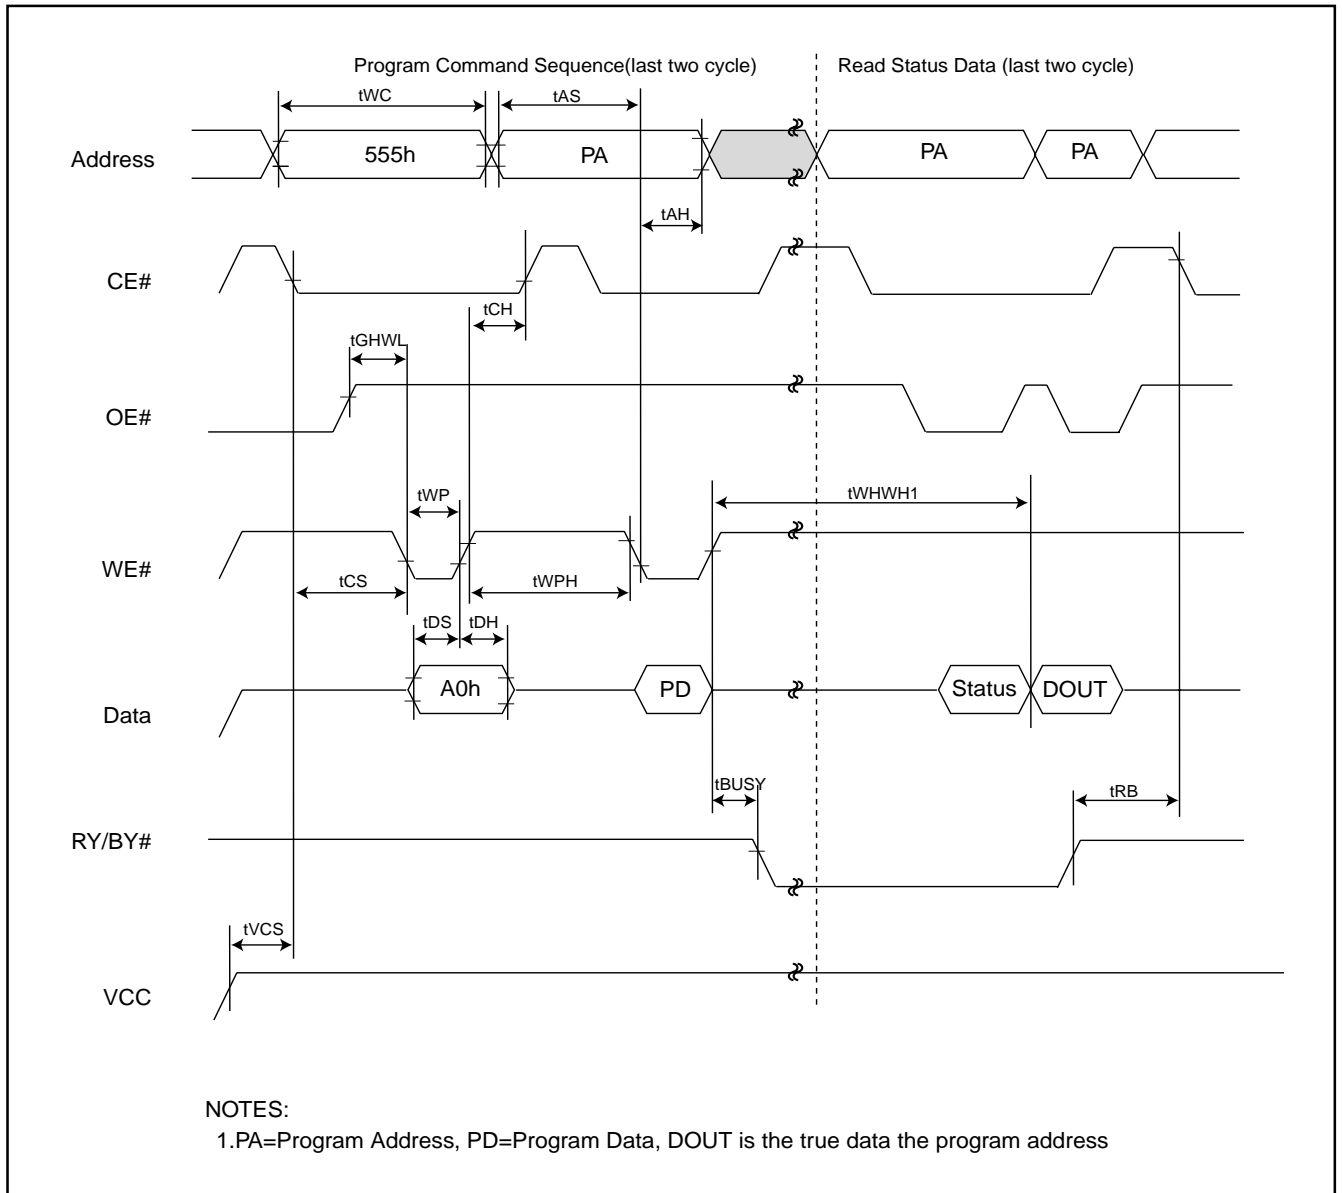 Program Command Sequence(last two cycle)
Read Status Data (last two cycle)
tWC
tAS
Address
555h
PA
PA
PA
tAH
CE#
tCH
tGHWL
OE#
tWP
tWHWH1
WE#
tCS
tWPH
tDS
tDH
A0h
PD
Status
DOUT
Data
tBUSY
tRB
RY/BY#
tVCS
VCC
NOTES:
1.PA=Program Address, PD=Program Data, DOUT is the true data the program address